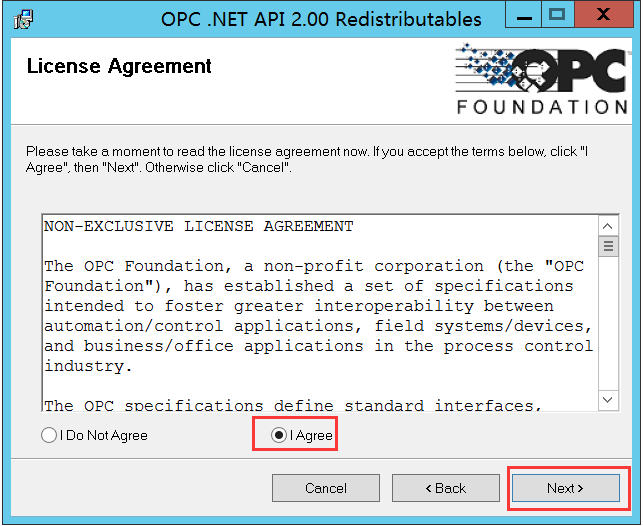 OPC .NET API 2.00 Redistributables
License Agreement
OPC
FOUNDATION
Please take a moment to read the license agreement now. If you accept the terms below, click "I
Agree", then "Next". Otherwise click "Cancel".
NON-EXCLUSIVE LICENSE AGREEMENT
The OPC Foundation, a non-profit corporation (the "OPC
Foundation"), has established a set of specifications
intended to foster greater interoperability between
automation/control applications, field systems/devices,
and business/office applications in the process control
industry.
The OPC specifications define standard interfaces,
I Do Not Agree
I Agree
Cancel
< Back
Next >